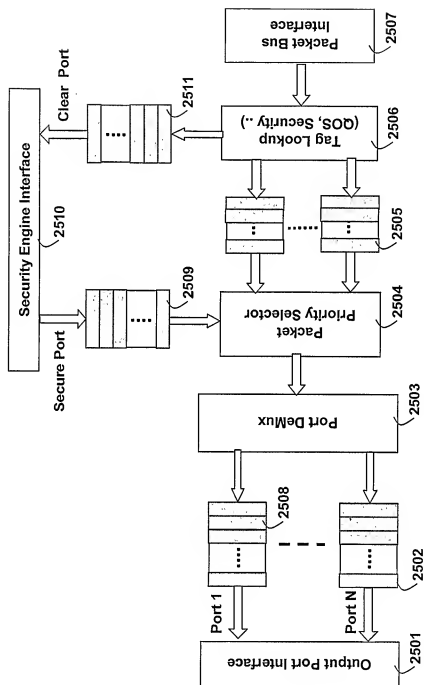 Security Engine Interface
2510
Secure Port
Clear Port
2509
2511
Output Port Interface
2501
Port 1
Port N
2508
2502
Port DeMux
2503
Packet
Priority Selector
2504
2505
Tag Lookup
(QOS, Security ..)
2506
Packet Bus
Interface
2507